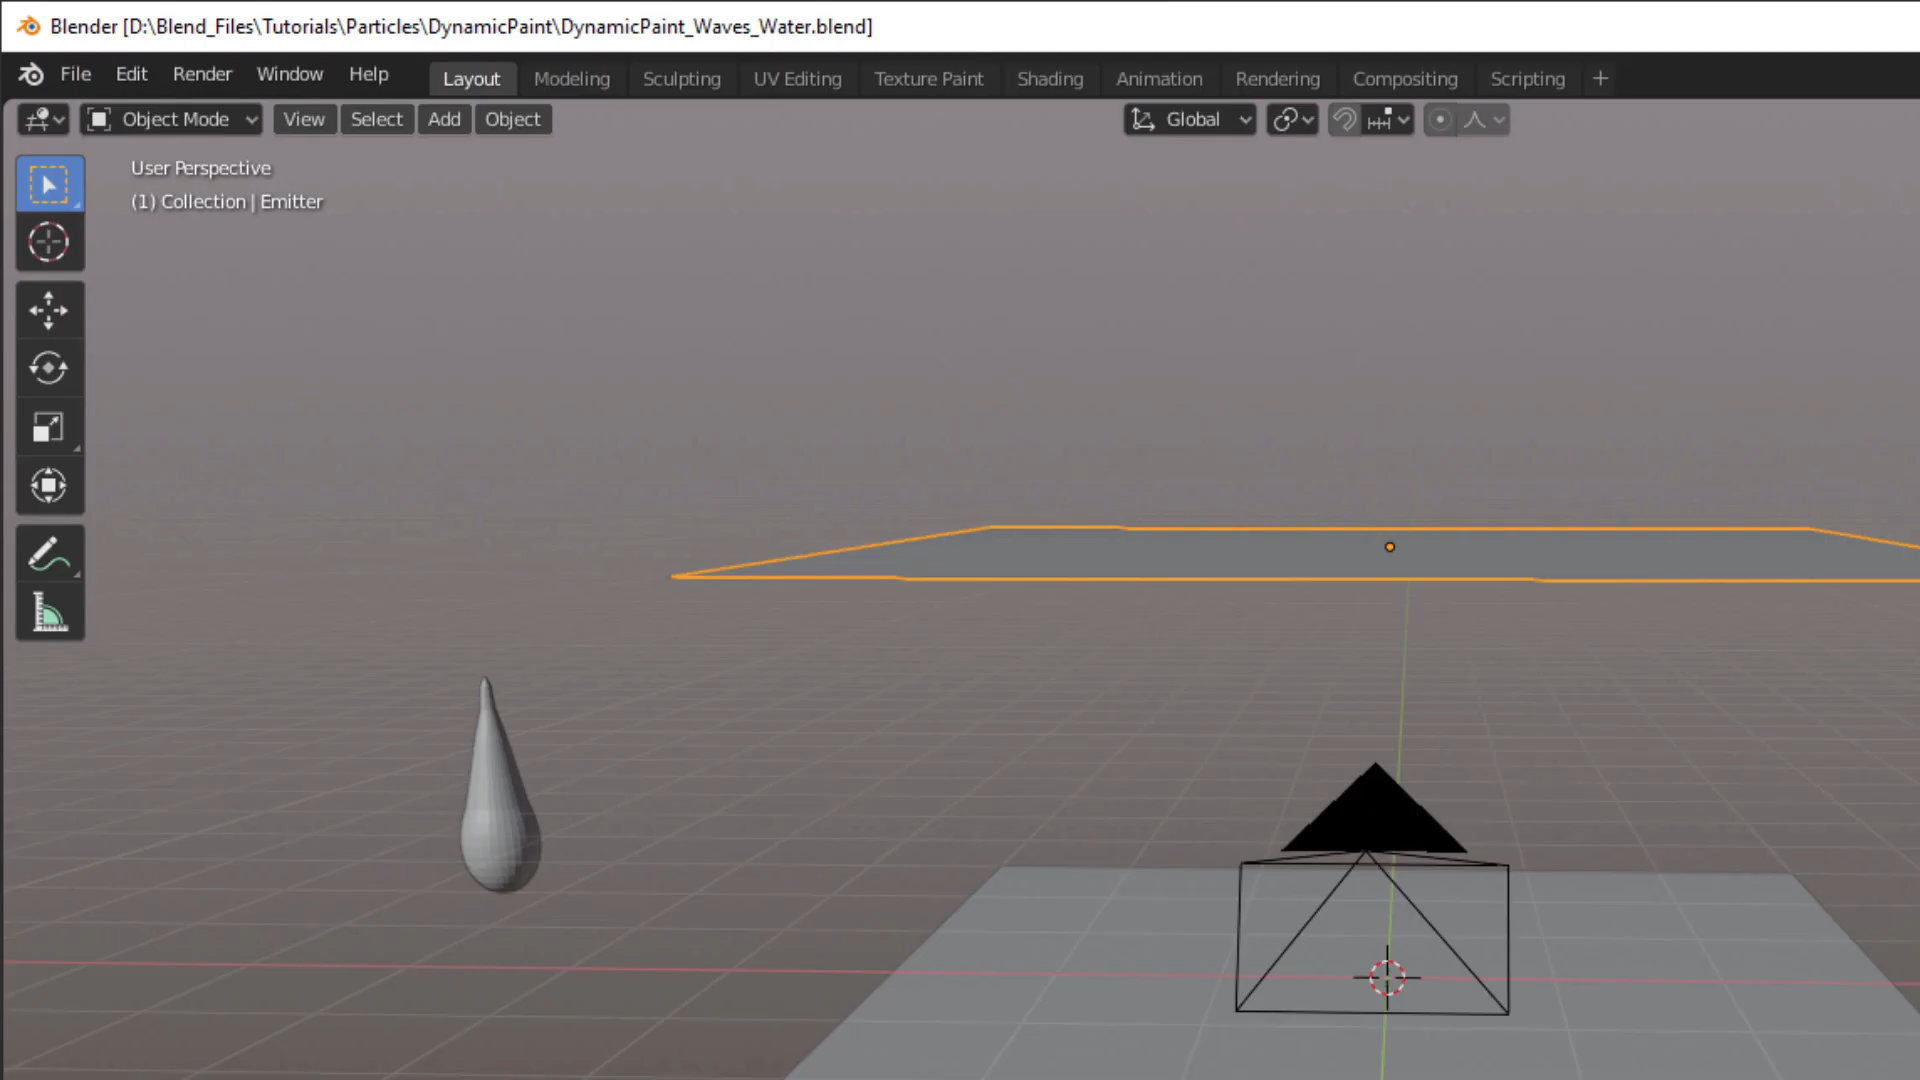 Blender [D:\Blend_Files\Tutorials\Particles\DynamicPaint\DynamicPaint_Waves_Water.blend]
File Edit Render Window Help Layout Modeling Sculpting UV Editing Texture Paint Shading Animation Rendering Compositing Scripting +
Object Mode View Select Add Object Global
User Perspective
(1) Collection | Emitter